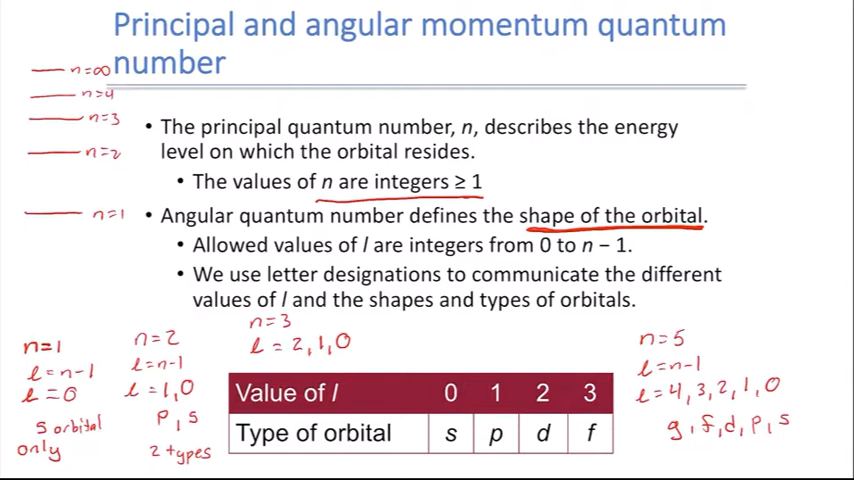 Principal and angular momentum quantum
number
n=∞
n=4
n=3
n=2
n=1
• The principal quantum number, n, describes the energy
level on which the orbital resides.
• The values of n are integers ≥ 1
• Angular quantum number defines the shape of the orbital.
• Allowed values of l are integers from 0 to n − 1.
• We use letter designations to communicate the different
values of l and the shapes and types of orbitals.
n=1
l=n-1
l=0
s orbital
only
n=2
l=n-1
l=1,0
p, s
2 types
n=3
l=2,1,0
Value of l 0 1 2 3
Type of orbital s p d f
n=5
l=n-1
l=4,3,2,1,0
g, f, d, p, s